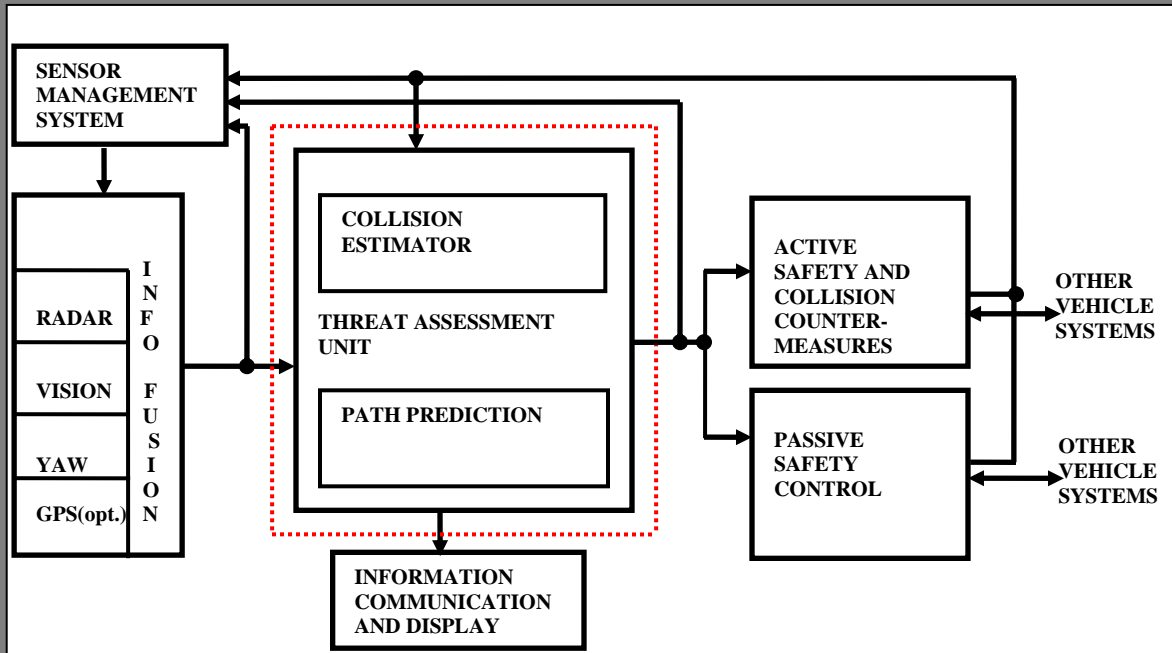 SENSOR
MANAGEMENT
SYSTEM
RADAR
VISION
YAW
GPS(opt.)
I
N
F
O
F
U
S
I
O
N
COLLISION
ESTIMATOR
THREAT ASSESSMENT
UNIT
PATH PREDICTION
INFORMATION
COMMUNICATION
AND DISPLAY
ACTIVE
SAFETY AND
COLLISION
COUNTER-
MEASURES
PASSIVE
SAFETY
CONTROL
OTHER
VEHICLE
SYSTEMS
OTHER
VEHICLE
SYSTEMS